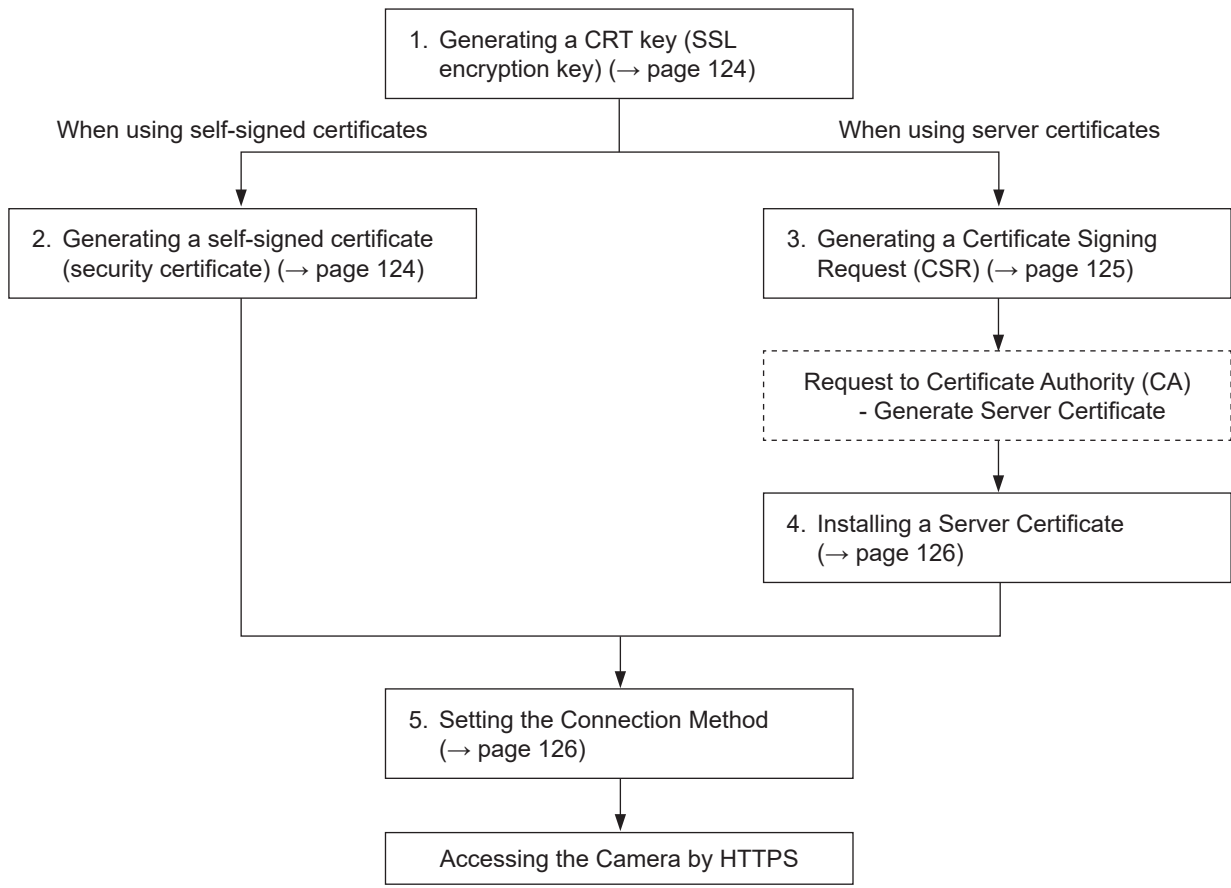 1. Generating a CRT key (SSL
encryption key) (→ page 124)
When using self-signed certificates
When using server certificates
2. Generating a self-signed certificate
(security certificate) (→ page 124)
3. Generating a Certificate Signing
Request (CSR) (→ page 125)
Request to Certificate Authority (CA)
- Generate Server Certificate
4. Installing a Server Certificate
(→ page 126)
5. Setting the Connection Method
(→ page 126)
Accessing the Camera by HTTPS